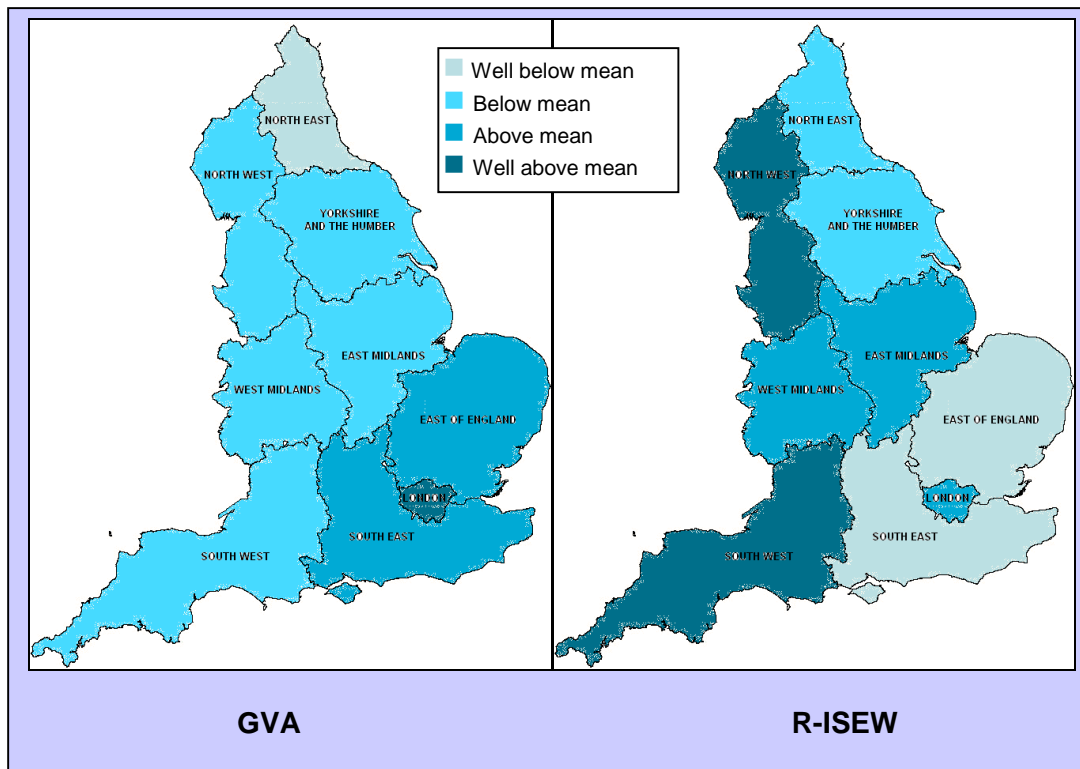 Well below mean
Below mean
Above mean
Well above mean
NORTH EAST
NORTH WEST
YORKSHIRE
AND THE HUMBER
EAST MIDLANDS
WEST MIDLANDS
EAST OF ENGLAND
LONDON
SOUTH EAST
SOUTH WEST
NORTH EAST
NORTH WEST
YORKSHIRE
AND THE HUMBER
EAST MIDLANDS
WEST MIDLANDS
EAST OF ENGLAND
LONDON
SOUTH EAST
SOUTH WEST
GVA
R-ISEW